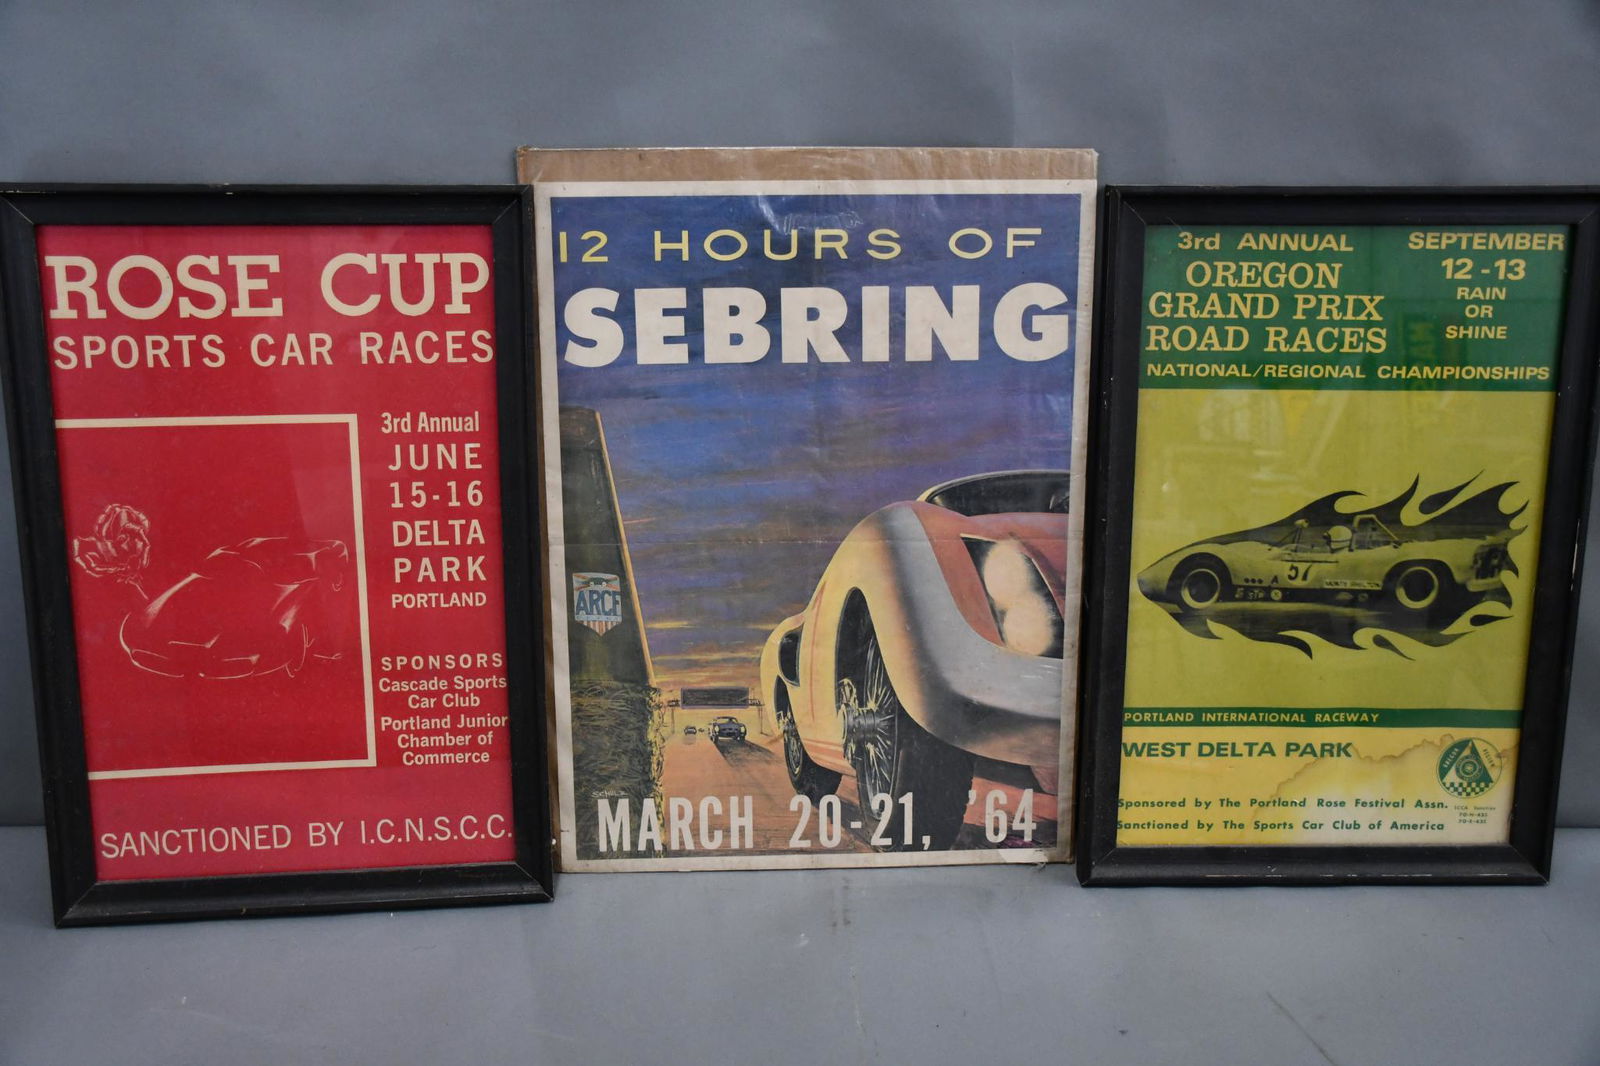 ROSE CUP
SPORTS CAR RACES
3rd Annual
JUNE
15-16
DELTA
PARK
PORTLAND
SPONSORS
Cascade Sports
Car Club
Portland Junior
Chamber of
Commerce
SANCTIONED BY I.C.N.S.C.C.
12 HOURS OF
SEBRING
ARCF
MARCH 20-21, '64
3rd ANNUAL
OREGON
GRAND PRIX
ROAD RACES
SEPTEMBER
12-13
RAIN
OR
SHINE
NATIONAL/REGIONAL CHAMPIONSHIPS
57
PORTLAND INTERNATIONAL RACEWAY
WEST DELTA PARK
Sponsored by The Portland Rose Festival Assn.
Sanctioned by The Sports Car Club of America